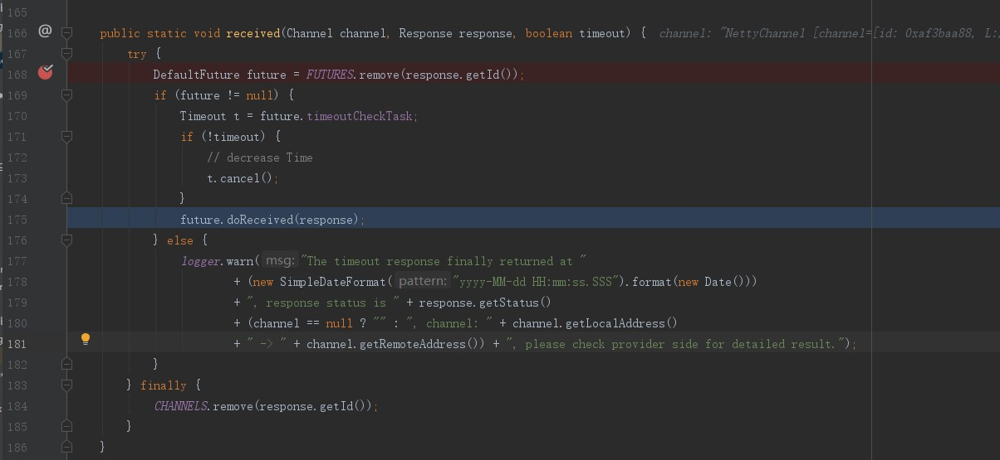 165
166 @ public static void received(Channel channel, Response response, boolean timeout) { channel: "NettyChannel [channel=[id: 0xaf3baa88, L:/
167 try {
168 DefaultFuture future = FUTURES.remove(response.getId());
169 if (future != null) {
170 Timeout t = future.timeoutCheckTask;
171 if (!timeout) {
172 // decrease Time
173 t.cancel();
174 }
175 future.doReceived(response);
176 } else {
177 logger.warn( msg: "The timeout response finally returned at "
178 + (new SimpleDateFormat( pattern: "yyyy-MM-dd HH:mm:ss.SSS").format(new Date()))
179 + ", response status is " + response.getStatus()
180 + (channel == null ? "" : ", channel: " + channel.getLocalAddress()
181 + " -> " + channel.getRemoteAddress()) + ", please check provider side for detailed result.");
182 }
183 } finally {
184 CHANNELS.remove(response.getId());
185 }
186 }